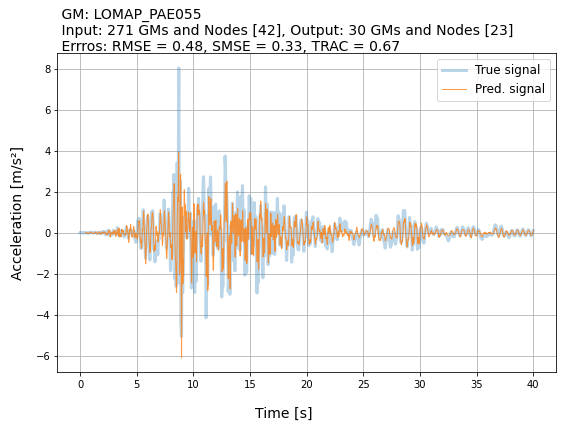 GM: LOMAP_PAE055
Input: 271 GMs and Nodes [42], Output: 30 GMs and Nodes [23]
Errros: RMSE = 0.48, SMSE = 0.33, TRAC = 0.67
True signal
Pred. signal
8
6
4
2
0
−2
−4
−6
Acceleration [m/s²]
0 5 10 15 20 25 30 35 40
Time [s]